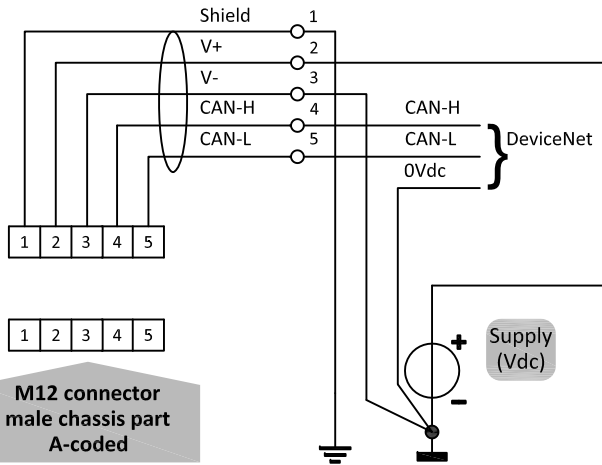 Shield 1
V+ 2
V- 3
CAN-H 4 CAN-H
CAN-L 5 CAN-L DeviceNet
0Vdc
1 2 3 4 5
1 2 3 4 5
+ Supply
(Vdc)
−
M12 connector
male chassis part
A-coded